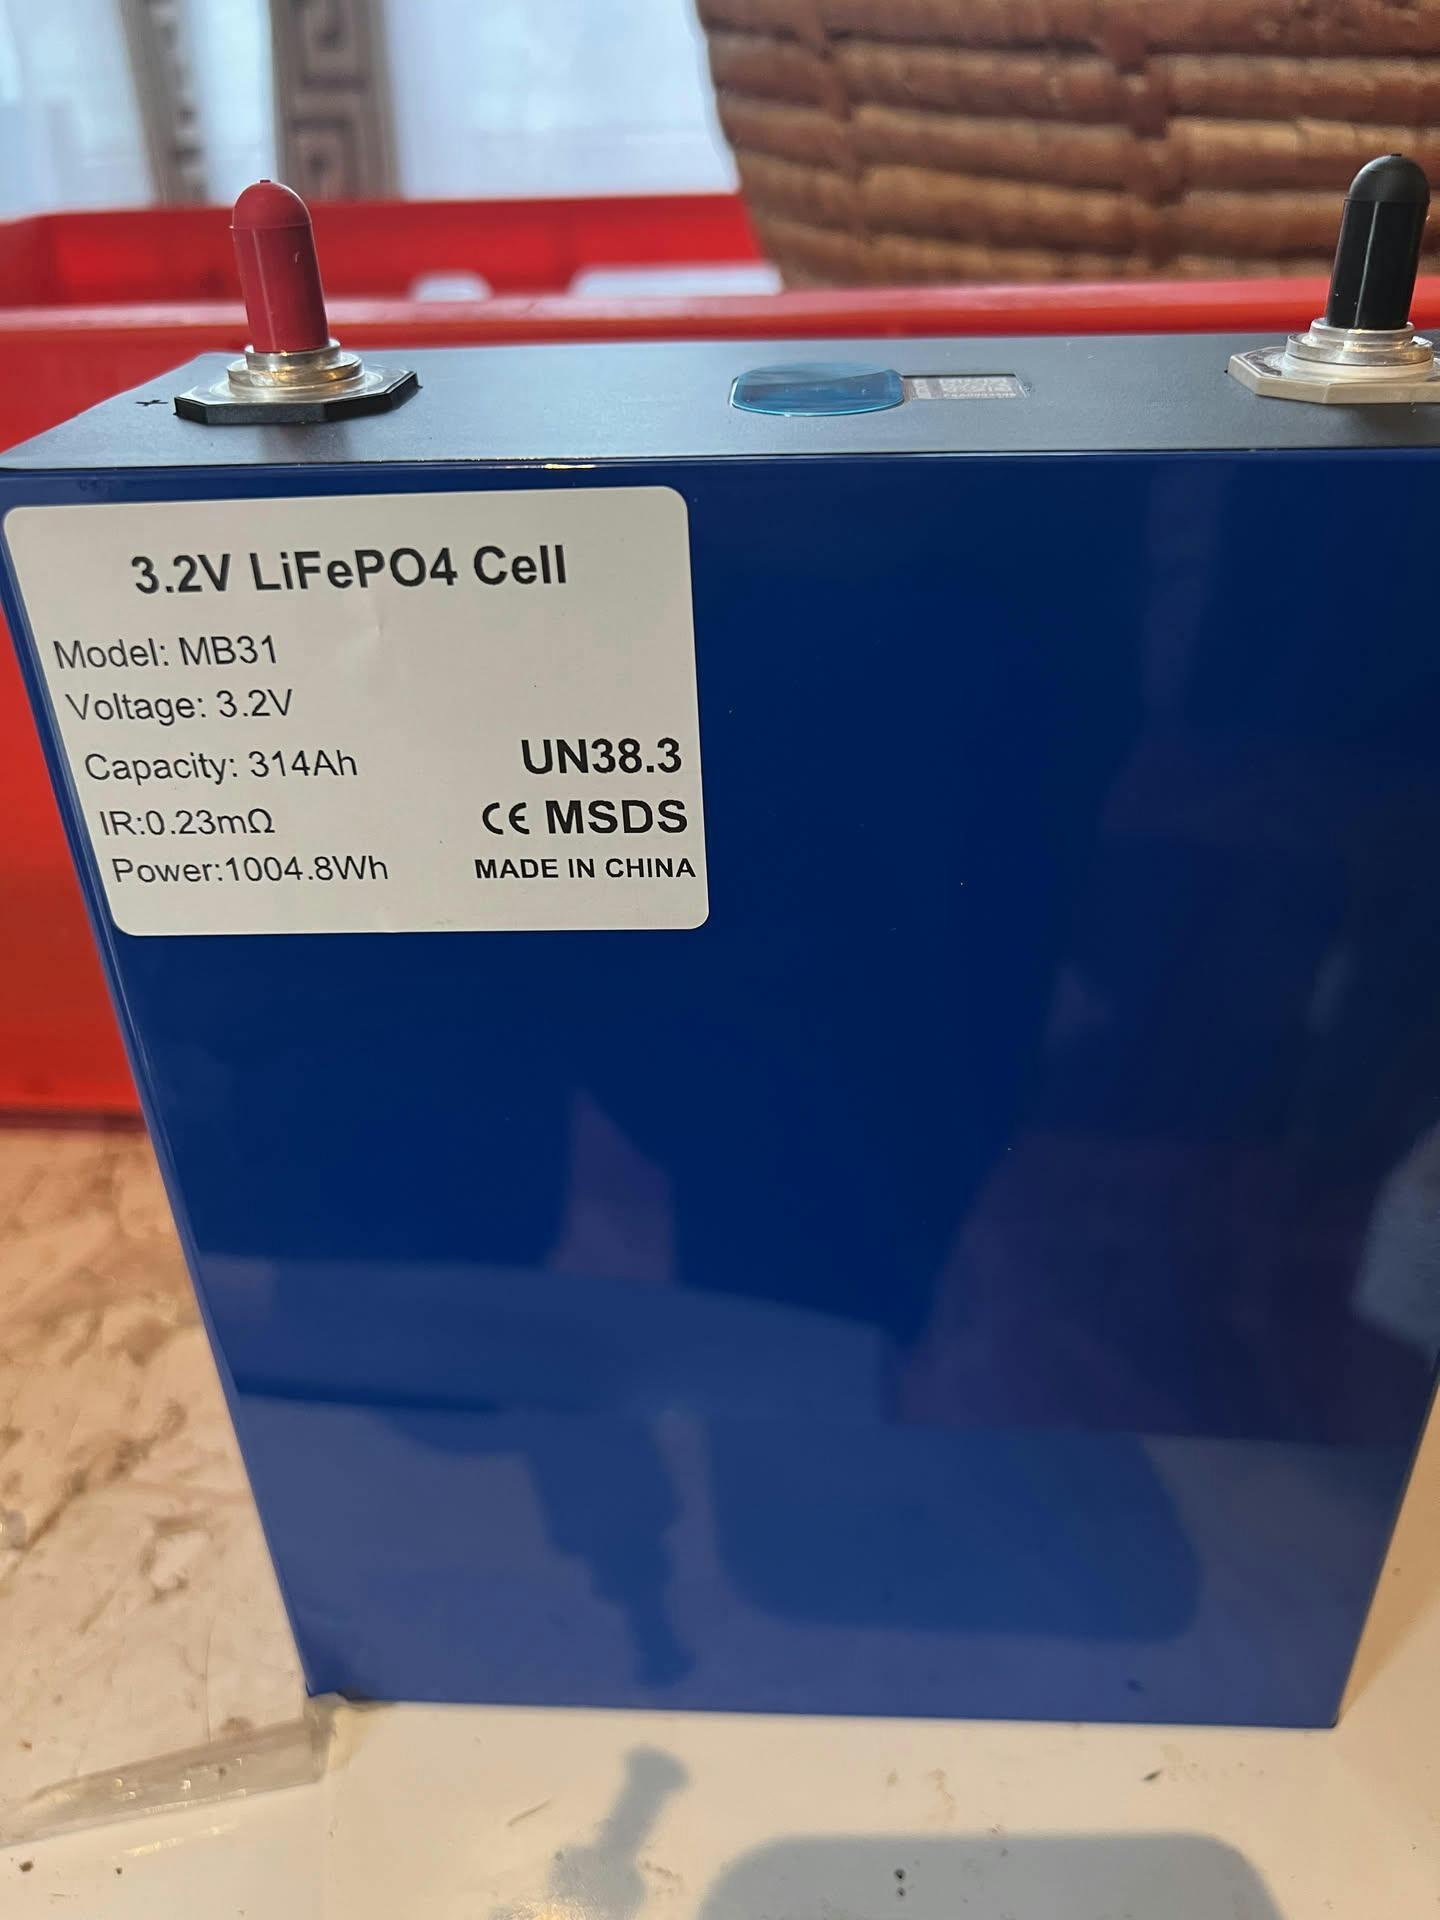 +
3.2V LiFePO4 Cell
Model: MB31
Voltage: 3.2V
Capacity: 314Ah
IR:0.23mΩ
Power:1004.8Wh
UN38.3
CE MSDS
MADE IN CHINA